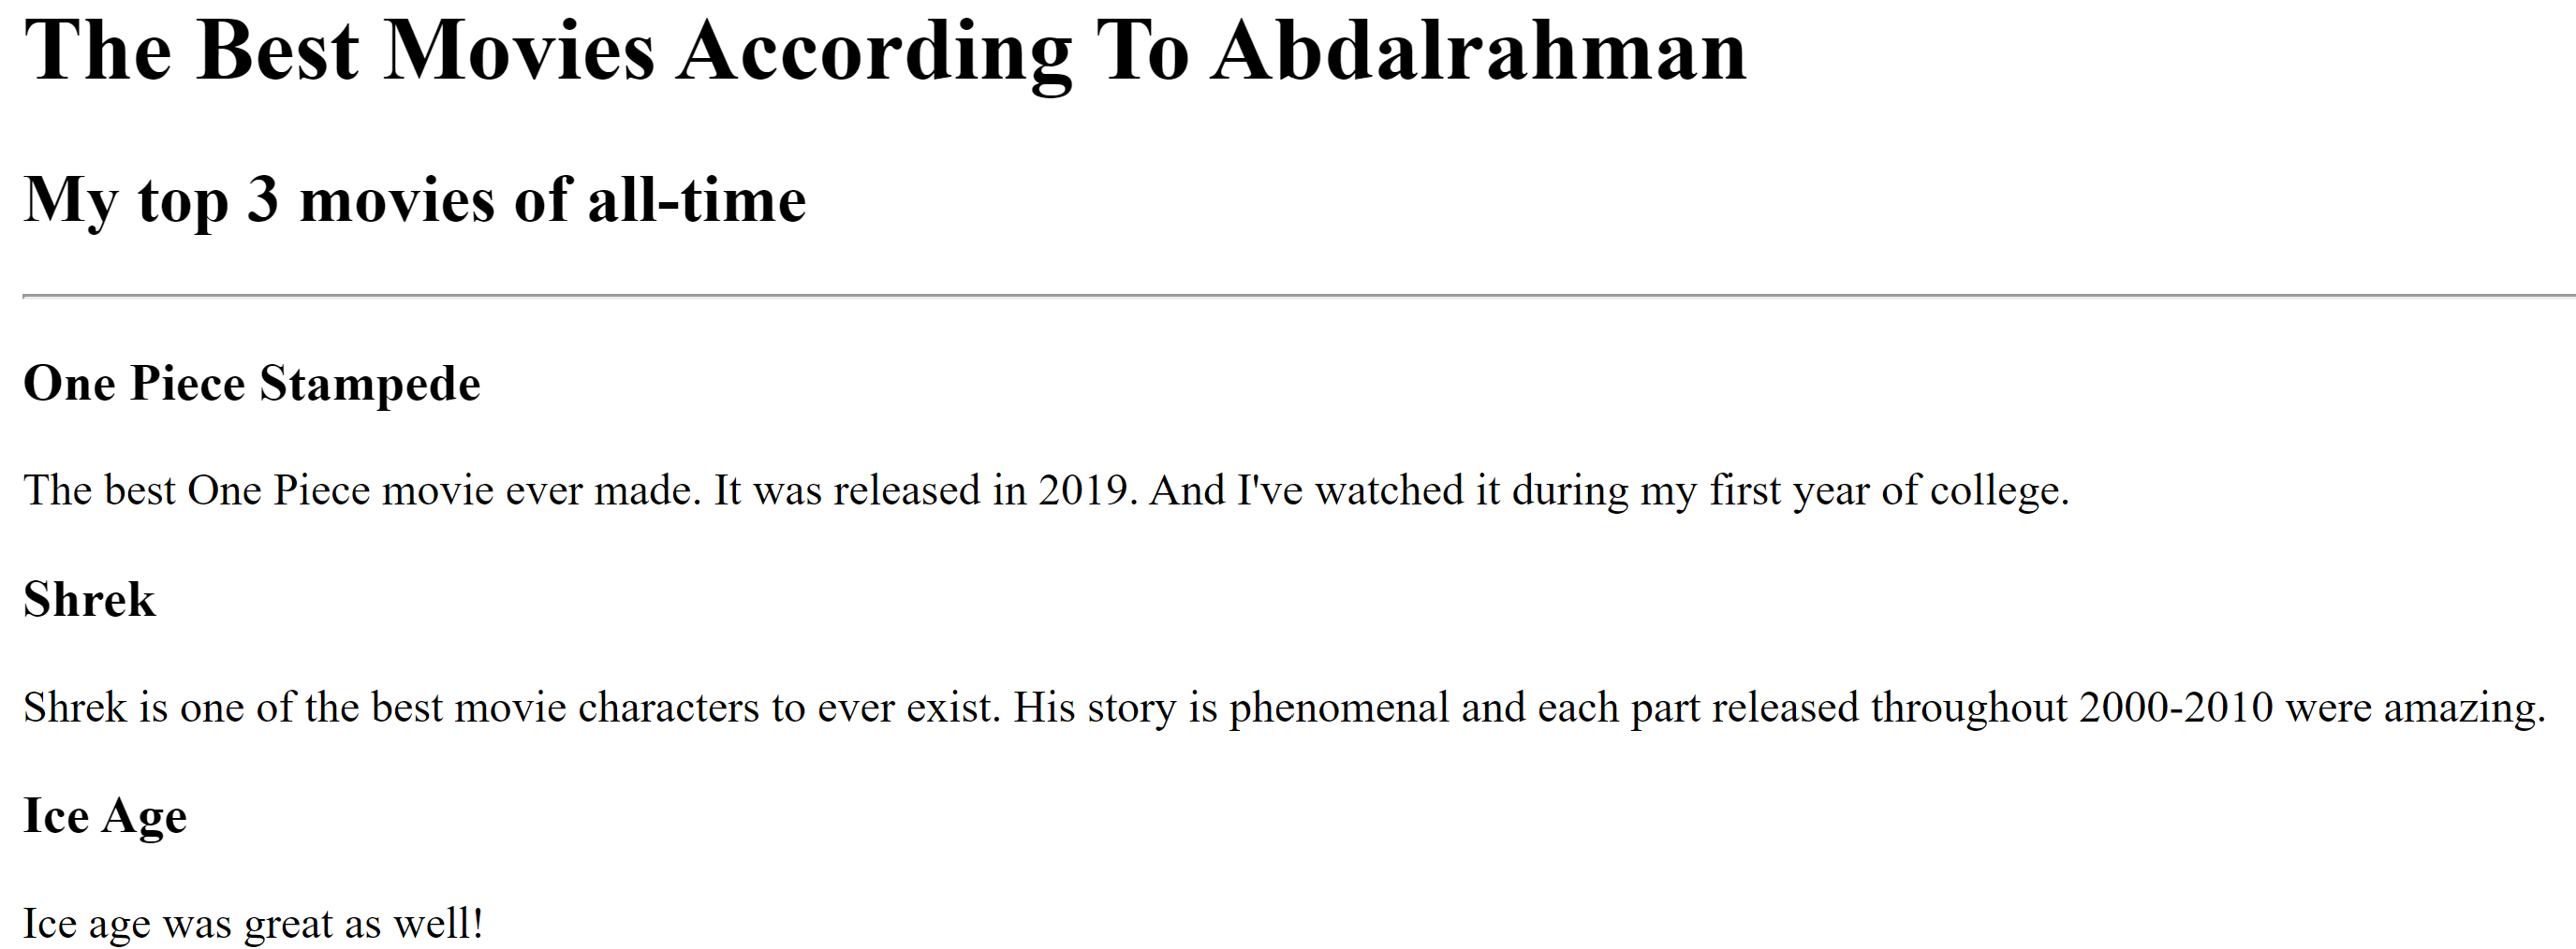 The Best Movies According To Abdalrahman
My top 3 movies of all-time
One Piece Stampede
The best One Piece movie ever made. It was released in 2019. And I've watched it during my first year of college.
Shrek
Shrek is one of the best movie characters to ever exist. His story is phenomenal and each part released throughout 2000-2010 were amazing.
Ice Age
Ice age was great as well!